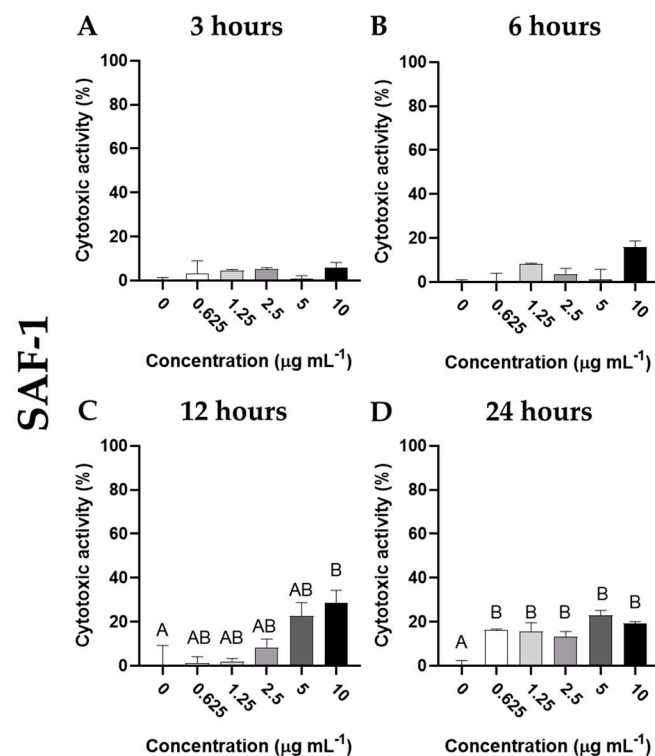 A 3 hours
Cytotoxic activity (%)
100
80
60
40
20
0
0 0.625 1.25 2.5 5 10
Concentration (μg mL⁻¹)
B 6 hours
Cytotoxic activity (%)
100
80
60
40
20
0
0 0.625 1.25 2.5 5 10
Concentration (μg mL⁻¹)
SAF-1
C 12 hours
Cytotoxic activity (%)
100
80
60
40
20
0
A AB AB AB AB B
0 0.625 1.25 2.5 5 10
Concentration (μg mL⁻¹)
D 24 hours
Cytotoxic activity (%)
100
80
60
40
20
0
A B B B B B
0 0.625 1.25 2.5 5 10
Concentration (μg mL⁻¹)